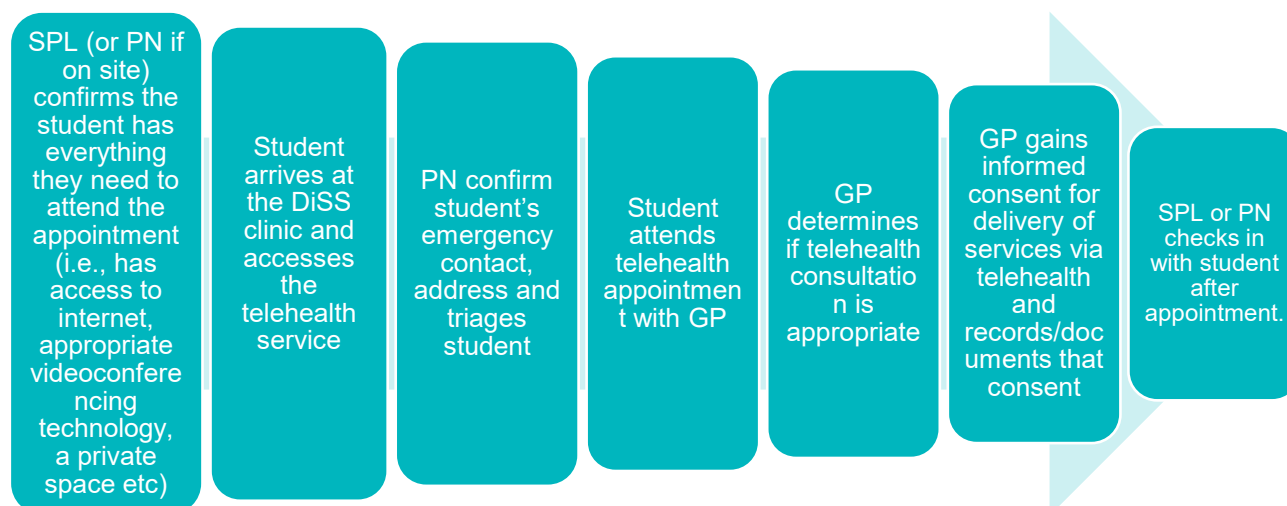 SPL (or PN if
on site)
confirms the
student has
everything
they need to
attend the
appointment
(i.e., has
access to
internet,
appropriate
videoconfere
ncing
technology,
a private
space etc)
Student
arrives at
the DiSS
clinic and
accesses
the
telehealth
service
PN confirm
student’s
emergency
contact,
address and
triages
student
Student
attends
telehealth
appointmen
t with GP
GP
determines
if telehealth
consultatio
n is
appropriate
GP gains
informed
consent for
delivery of
services via
telehealth
and
records/doc
uments that
consent
SPL or PN
checks in
with student
after
appointment.